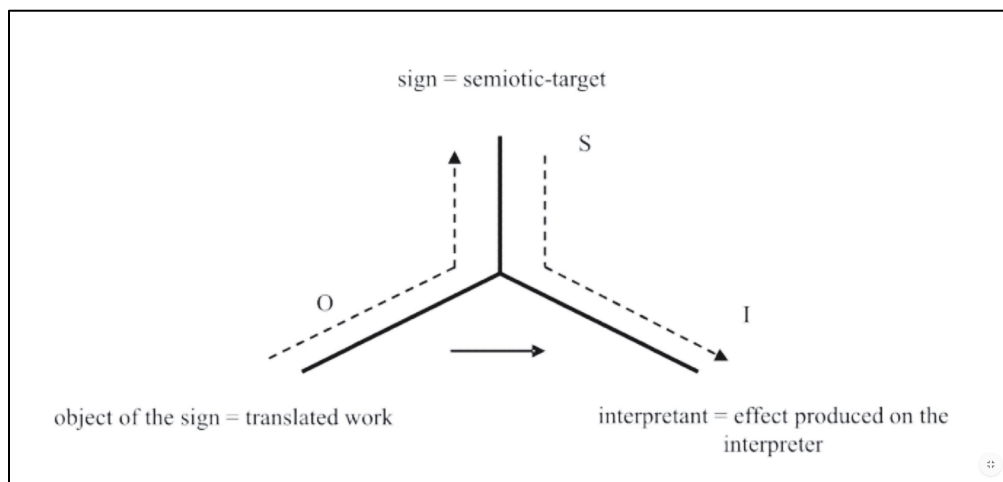 sign = semiotic-target
S
O
I
object of the sign = translated work
interpretant = effect produced on the
interpreter